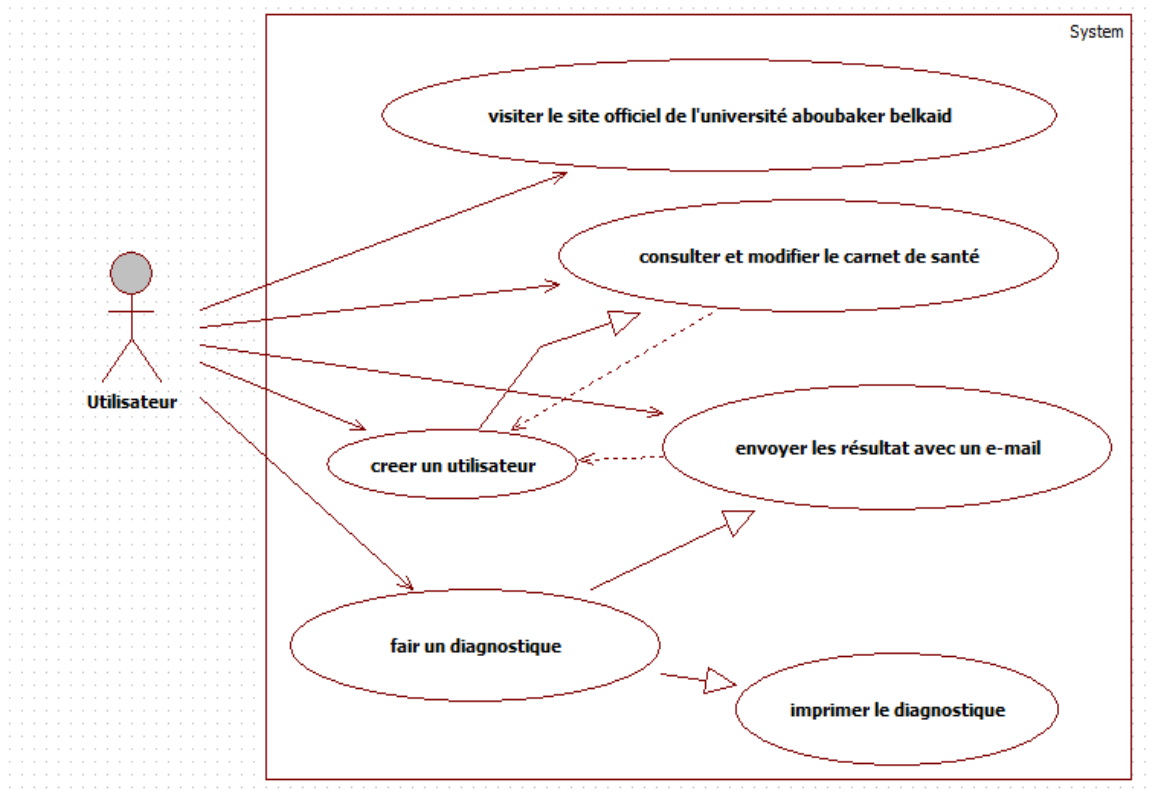 System
visiter le site officiel de l'université aboubaker belkaid
consulter et modifier le carnet de santé
Utilisateur
envoyer les résultat avec un e-mail
creer un utilisateur
fair un diagnostique
imprimer le diagnostique